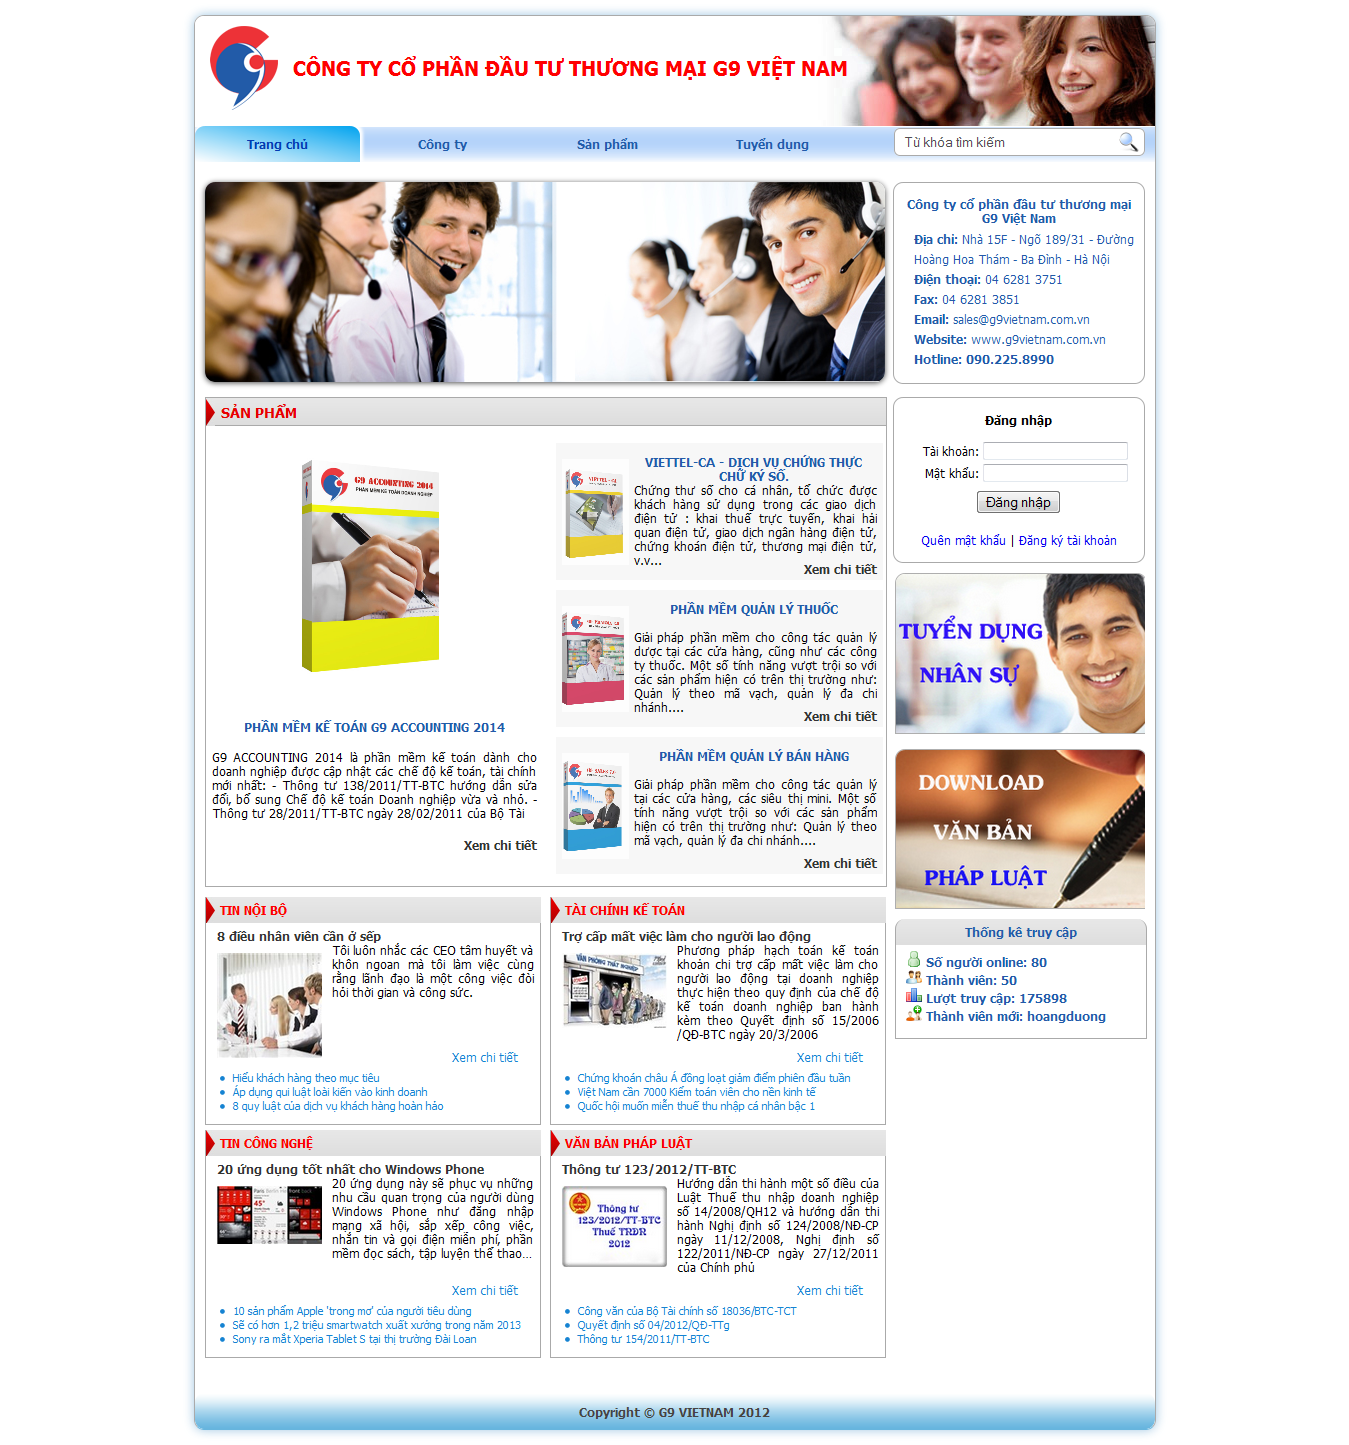 CÔNG TY CỔ PHẦN ĐẦU TƯ THƯƠNG MẠI G9 VIỆT NAM
Trang chủ
Công ty
Sản phẩm
Tuyển dụng
Từ khóa tìm kiếm
Công ty cổ phần đầu tư thương mại
G9 Việt Nam
Địa chỉ: Nhà 15F - Ngõ 189/31 - Đường
Hoàng Hoa Thám - Ba Đình - Hà Nội
Điện thoại: 04 6281 3751
Fax: 04 6281 3851
Email: sales@g9vietnam.com.vn
Website: www.g9vietnam.com.vn
Hotline: 090.225.8990
SẢN PHẨM
G9 ACCOUNTING 2014
PHẦN MỀM KẾ TOÁN DOANH NGHIỆP
PHẦN MỀM KẾ TOÁN G9 ACCOUNTING 2014
G9 ACCOUNTING 2014 là phần mềm kế toán dành cho
doanh nghiệp được cập nhật các chế độ kế toán, tài chính
mới nhất: - Thông tư 138/2011/TT-BTC hướng dẫn sửa
đổi, bổ sung Chế độ kế toán Doanh nghiệp vừa và nhỏ. -
Thông tư 28/2011/TT-BTC ngày 28/02/2011 của Bộ Tài
Xem chi tiết
VIETTEL - CA
VIETTEL-CA - DỊCH VỤ CHỨNG THỰC
CHỮ KÝ SỐ.
Chứng thư số cho cá nhân, tổ chức được
khách hàng sử dụng trong các giao dịch
điện tử : khai thuế trực tuyến, khai hải
quan điện tử, giao dịch ngân hàng điện tử,
chứng khoán điện tử, thương mại điện tử,
v.v...
Xem chi tiết
PHẦN MỀM QUẢN LÝ THUỐC
Giải pháp phần mềm cho công tác quản lý
dược tại các cửa hàng, cũng như các công
ty thuốc. Một số tính năng vượt trội so với
các sản phẩm hiện có trên thị trường như:
Quản lý theo mã vạch, quản lý đa chi
nhánh....
Xem chi tiết
PHẦN MỀM QUẢN LÝ BÁN HÀNG
Giải pháp phần mềm cho công tác quản lý
tại các cửa hàng, các siêu thị mini. Một số
tính năng vượt trội so với các sản phẩm
hiện có trên thị trường như: Quản lý theo
mã vạch, quản lý đa chi nhánh....
Xem chi tiết
Đăng nhập
Tài khoản:
Mật khẩu:
Đăng nhập
Quên mật khẩu | Đăng ký tài khoản
TUYỂN DỤNG
NHÂN SỰ
DOWNLOAD
VĂN BẢN
PHÁP LUẬT
Thống kê truy cập
Số người online: 80
Thành viên: 50
Lượt truy cập: 175898
Thành viên mới: hoangduong
TIN NỘI BỘ
8 điều nhân viên cần ở sếp
Tôi luôn nhắc các CEO tâm huyết và
khôn ngoan mà tôi làm việc cùng
rằng lãnh đạo là một công việc đòi
hỏi thời gian và công sức.
Xem chi tiết
Hiểu khách hàng theo mục tiêu
Áp dụng qui luật loài kiến vào kinh doanh
8 quy luật của dịch vụ khách hàng hoàn hảo
TÀI CHÍNH KẾ TOÁN
Trợ cấp mất việc làm cho người lao động
VĂN PHÒNG THẤT NGHIỆP
Phương pháp hạch toán kế toán
khoản chi trợ cấp mất việc làm cho
người lao động tại doanh nghiệp
thực hiện theo quy định của chế độ
kế toán doanh nghiệp ban hành
kèm theo Quyết định số 15/2006
/QĐ-BTC ngày 20/3/2006
Xem chi tiết
Chứng khoán châu Á đồng loạt giảm điểm phiên đầu tuần
Việt Nam cần 7000 Kiểm toán viên cho nền kinh tế
Quốc hội muốn miễn thuế thu nhập cá nhân bậc 1
TIN CÔNG NGHỆ
20 ứng dụng tốt nhất cho Windows Phone
20 ứng dụng này sẽ phục vụ những
nhu cầu quan trọng của người dùng
Windows Phone như đăng nhập
mạng xã hội, sắp xếp công việc,
nhắn tin và gọi điện miễn phí, phần
mềm đọc sách, tập luyện thể thao...
Xem chi tiết
10 sản phẩm Apple 'trong mơ' của người tiêu dùng
Sẽ có hơn 1,2 triệu smartwatch xuất xưởng trong năm 2013
Sony ra mắt Xperia Tablet S tại thị trường Đài Loan
VĂN BẢN PHÁP LUẬT
Thông tư 123/2012/TT-BTC
Thông tư
123/2012/TT-BTC
Thuế TNDN
2012
Hướng dẫn thi hành một số điều của
Luật Thuế thu nhập doanh nghiệp
số 14/2008/QH12 và hướng dẫn thi
hành Nghị định số 124/2008/NĐ-CP
ngày 11/12/2008, Nghị định số
122/2011/NĐ-CP ngày 27/12/2011
của Chính phủ
Xem chi tiết
Công văn của Bộ Tài chính số 18036/BTC-TCT
Quyết định số 04/2012/QĐ-TTg
Thông tư 154/2011/TT-BTC
Copyright © G9 VIETNAM 2012